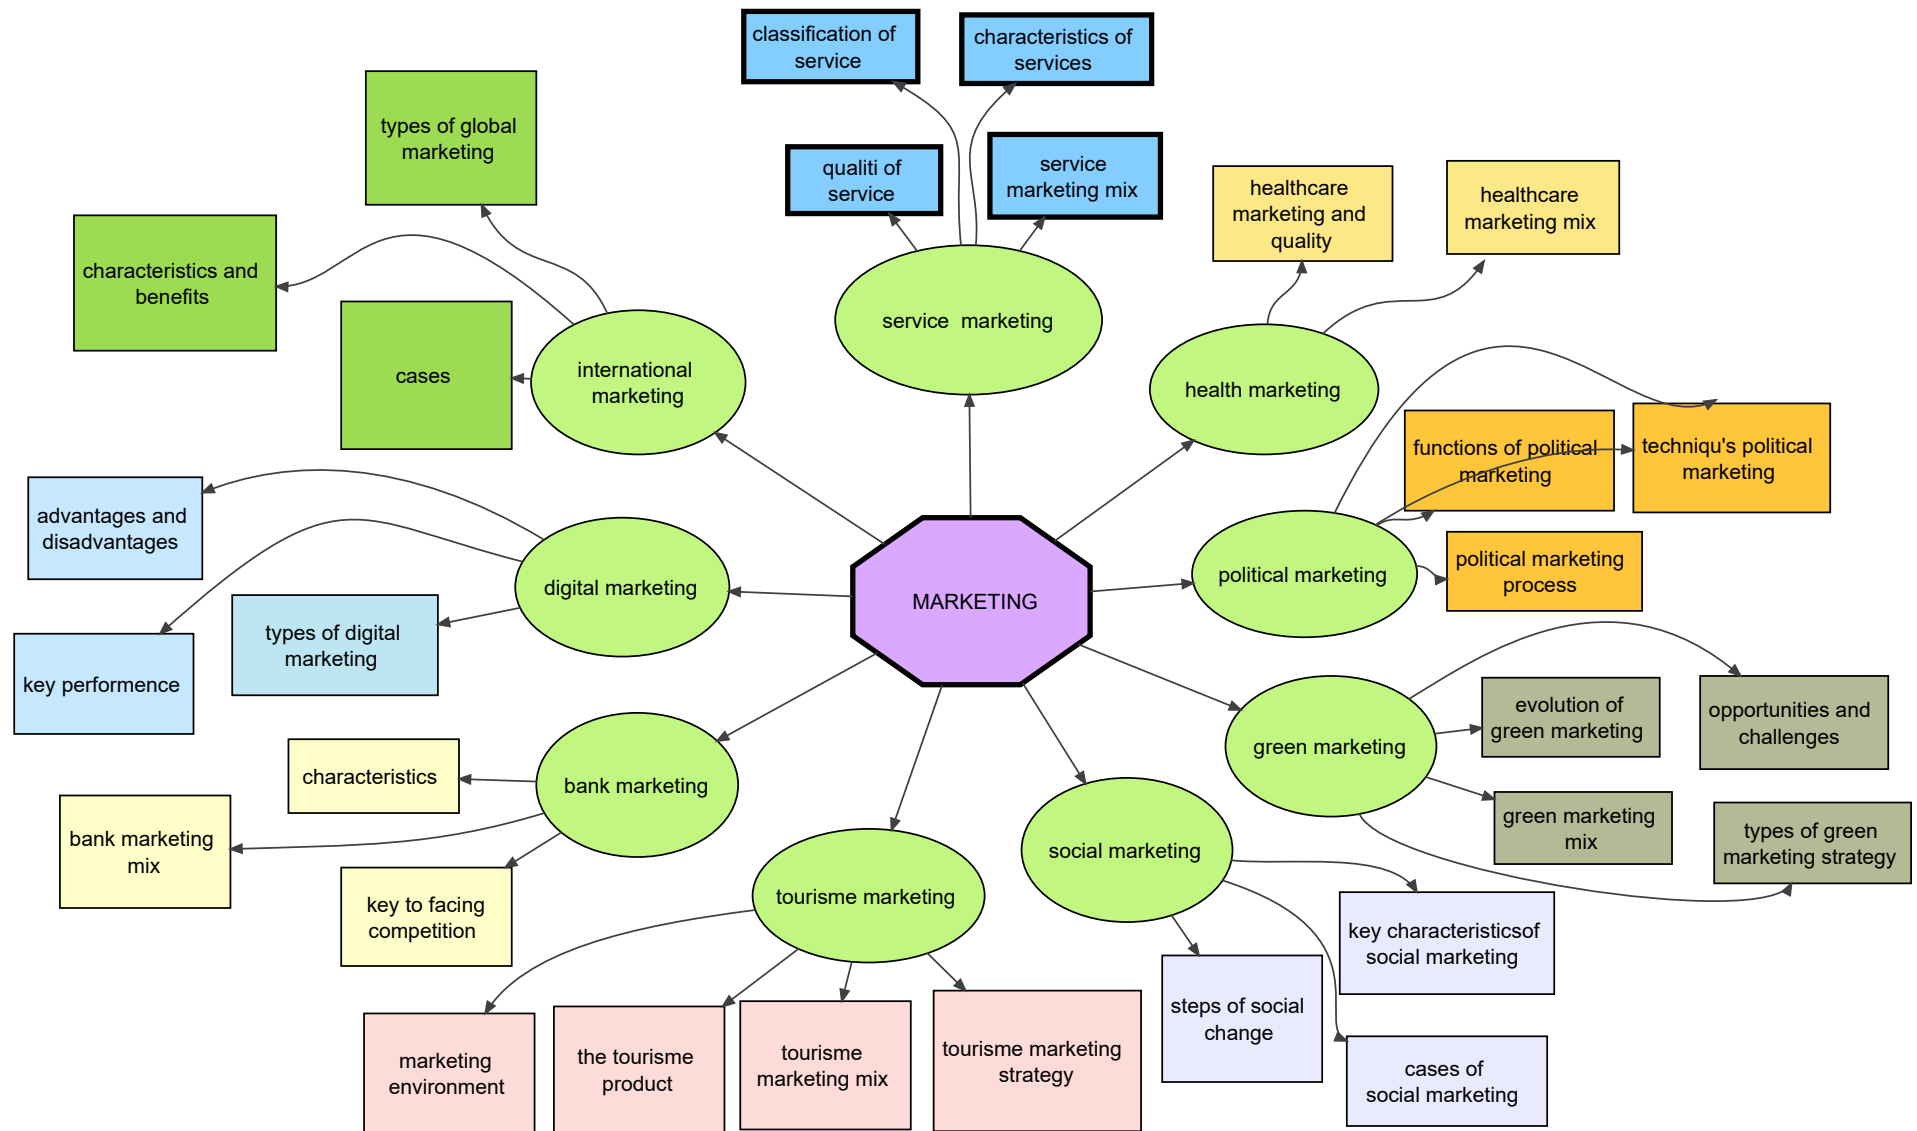 classification of
service
characteristics of
services
qualiti of
service
service
marketing mix
service  marketing
types of global
marketing
characteristics and
benefits
cases
international
marketing
healthcare
marketing and
quality
healthcare
marketing mix
health marketing
functions of political
marketing
techniqu's political
marketing
political marketing
process
political marketing
advantages and
disadvantages
key performence
types of digital
marketing
digital marketing
MARKETING
evolution of
green marketing
opportunities and
challenges
green marketing
green marketing
mix
types of green
marketing strategy
characteristics
bank marketing
mix
key to facing
competition
bank marketing
tourisme marketing
marketing
environment
the tourisme
product
tourisme
marketing mix
tourisme marketing
strategy
social marketing
key characteristicsof
social marketing
steps of social
change
cases of
social marketing